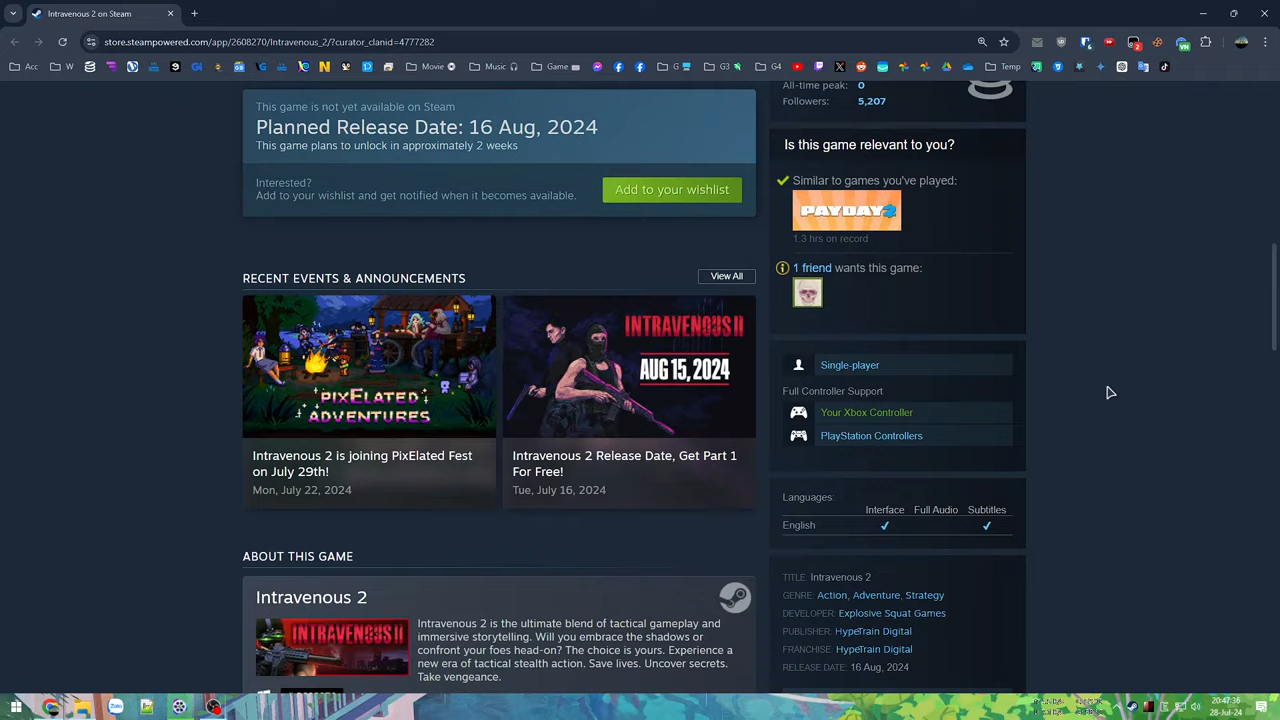 Intravenous 2 on Steam
store.steampowered.com/app/2608270/Intravenous_2/?curator_clanid=4777282
Acc
W
Movie
Music
Game
G
G3
G4
Temp
All-time peak: 0
Followers: 5,207
This game is not yet available on Steam
Planned Release Date: 16 Aug, 2024
This game plans to unlock in approximately 2 weeks
Interested?
Add to your wishlist and get notified when it becomes available.
Add to your wishlist
Is this game relevant to you?
Similar to games you've played:
PAYDAY 2
1.3 hrs on record
1 friend wants this game:
RECENT EVENTS & ANNOUNCEMENTS
View All
PIXELATED
ADVENTURES
INTRAVENOUS II
AUG 15, 2024
Intravenous 2 is joining PixElated Fest
on July 29th!
Mon, July 22, 2024
Intravenous 2 Release Date, Get Part 1
For Free!
Tue, July 16, 2024
Single-player
Full Controller Support
Your Xbox Controller
PlayStation Controllers
Languages:
Interface Full Audio Subtitles
English ✔ ✔
ABOUT THIS GAME
Intravenous 2
INTRAVENOUS II
Intravenous 2 is the ultimate blend of tactical gameplay and
immersive storytelling. Will you embrace the shadows or
confront your foes head-on? The choice is yours. Experience a
new era of tactical stealth action. Save lives. Uncover secrets.
Take vengeance.
TITLE: Intravenous 2
GENRE: Action, Adventure, Strategy
DEVELOPER: Explosive Squat Games
PUBLISHER: HypeTrain Digital
FRANCHISE: HypeTrain Digital
RELEASE DATE: 16 Aug, 2024
Zalo
20:47:35
28-Jul-24